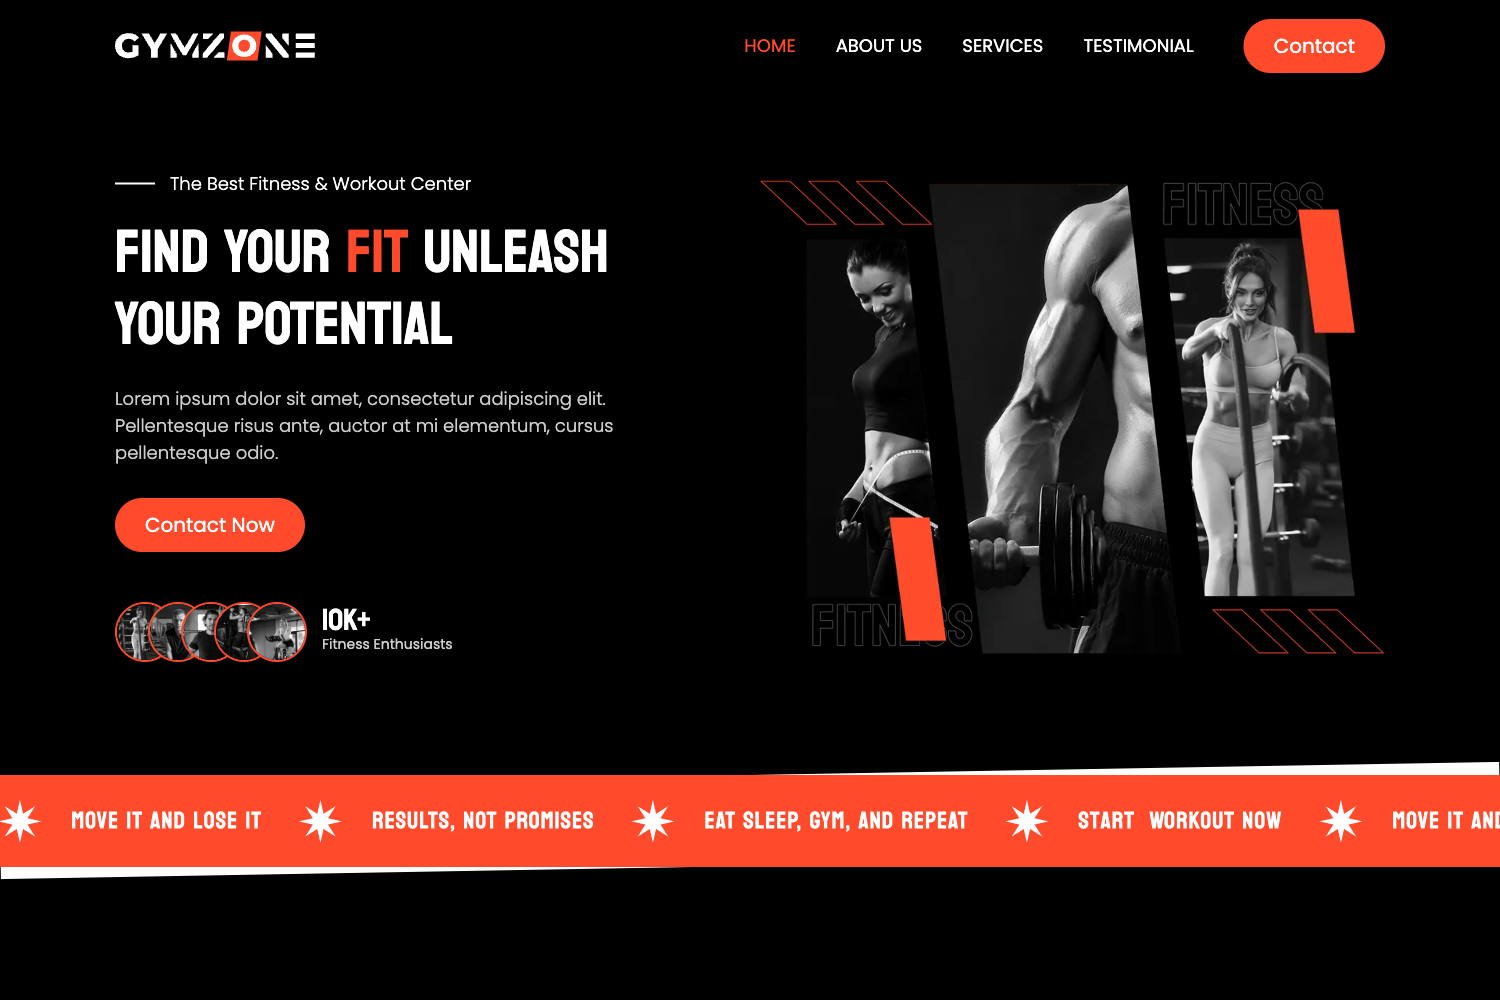 GYMZONE
HOME
ABOUT US
SERVICES
TESTIMONIAL
Contact
The Best Fitness & Workout Center
FIND YOUR FIT UNLEASH
YOUR POTENTIAL
Lorem ipsum dolor sit amet, consectetur adipiscing elit.
Pellentesque risus ante, auctor at mi elementum, cursus
pellentesque odio.
Contact Now
10K+
Fitness Enthusiasts
FITNESS
FITNESS
MOVE IT AND LOSE IT
RESULTS, NOT PROMISES
EAT SLEEP, GYM, AND REPEAT
START WORKOUT NOW
MOVE IT AND